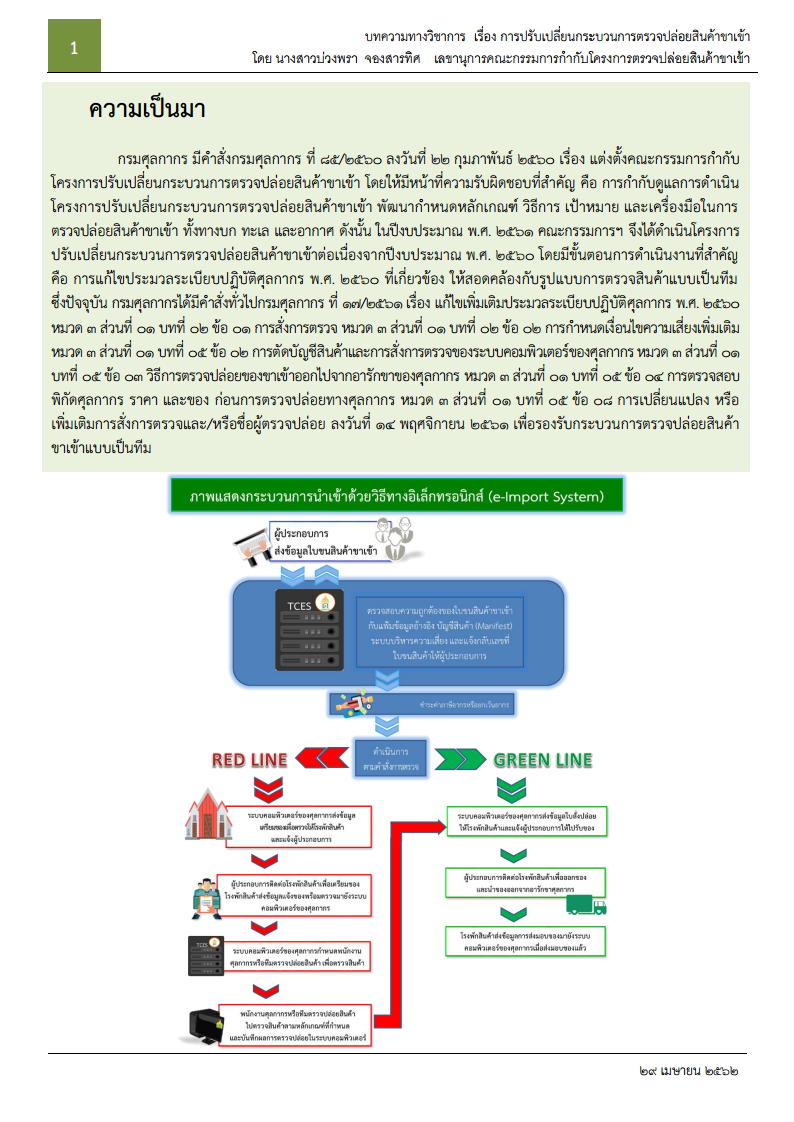 1
บทความทางวิชาการ เรื่อง การปรับเปลี่ยนกระบวนการตรวจปล่อยสินค้าขาเข้า
โดย นางสาวบ่วงพรา จองสารทิศ เลขานุการคณะกรรมการกำกับโครงการตรวจปล่อยสินค้าขาเข้า
ความเป็นมา
กรมศุลกากร มีคำสั่งกรมศุลกากร ที่ ๘๕/๒๕๖๐ ลงวันที่ ๒๒ กุมภาพันธ์ ๒๕๖๐ เรื่อง แต่งตั้งคณะกรรมการกำกับ
โครงการปรับเปลี่ยนกระบวนการตรวจปล่อยสินค้าขาเข้า โดยให้มีหน้าที่ความรับผิดชอบที่สำคัญ คือ การกำกับดูแลการดำเนิน
โครงการปรับเปลี่ยนกระบวนการตรวจปล่อยสินค้าขาเข้า พัฒนากำหนดหลักเกณฑ์ วิธีการ เป้าหมาย และเครื่องมือในการ
ตรวจปล่อยสินค้าขาเข้า ทั้งทางบก ทะเล และอากาศ ดังนั้น ในปีงบประมาณ พ.ศ. ๒๕๖๑ คณะกรรมการฯ จึงได้ดำเนินโครงการ
ปรับเปลี่ยนกระบวนการตรวจปล่อยสินค้าขาเข้าต่อเนื่องจากปีงบประมาณ พ.ศ. ๒๕๖๐ โดยมีขั้นตอนการดำเนินงานที่สำคัญ
คือ การแก้ไขประมวลระเบียบปฏิบัติศุลกากร พ.ศ. ๒๕๖๐ ที่เกี่ยวข้อง ให้สอดคล้องกับรูปแบบการตรวจสินค้าแบบเป็นทีม
ซึ่งปัจจุบัน กรมศุลกากรได้มีคำสั่งทั่วไปกรมศุลกากร ที่ ๑๗/๒๕๖๑ เรื่อง แก้ไขเพิ่มเติมประมวลระเบียบปฏิบัติศุลกากร พ.ศ. ๒๕๖๐
หมวด ๓ ส่วนที่ ๐๑ บทที่ ๐๒ ข้อ ๐๑ การสั่งการตรวจ หมวด ๓ ส่วนที่ ๐๑ บทที่ ๐๒ ข้อ ๐๒ การกำหนดเงื่อนไขความเสี่ยงเพิ่มเติม
หมวด ๓ ส่วนที่ ๐๑ บทที่ ๐๕ ข้อ ๐๒ การตัดบัญชีสินค้าและการสั่งการตรวจของระบบคอมพิวเตอร์ของศุลกากร หมวด ๓ ส่วนที่ ๐๑
บทที่ ๐๕ ข้อ ๐๓ วิธีการตรวจปล่อยของขาเข้าออกไปจากอารักขาของศุลกากร หมวด ๓ ส่วนที่ ๐๑ บทที่ ๐๕ ข้อ ๐๔ การตรวจสอบ
พิกัดศุลกากร ราคา และของ ก่อนการตรวจปล่อยทางศุลกากร หมวด ๓ ส่วนที่ ๐๑ บทที่ ๐๕ ข้อ ๐๘ การเปลี่ยนแปลง หรือ
เพิ่มเติมการสั่งการตรวจและ/หรือชื่อผู้ตรวจปล่อย ลงวันที่ ๑๔ พฤศจิกายน ๒๕๖๑ เพื่อรองรับกระบวนการตรวจปล่อยสินค้า
ขาเข้าแบบเป็นทีม
ภาพแสดงกระบวนการนำเข้าด้วยวิธีทางอิเล็กทรอนิกส์ (e-Import System)
ผู้ประกอบการ
ส่งข้อมูลใบขนสินค้าขาเข้า
TCES
ตรวจสอบความถูกต้องของใบขนสินค้าขาเข้า
กับแฟ้มข้อมูลอ้างอิง บัญชีสินค้า (Manifest)
ระบบบริหารความเสี่ยง และแจ้งกลับเลขที่
ใบขนสินค้าให้ผู้ประกอบการ
ชำระค่าภาษีอากรหรือยกเว้นอากร
ดำเนินการ
ตามคำสั่งการตรวจ
RED LINE
GREEN LINE
ระบบคอมพิวเตอร์ของศุลกากรส่งข้อมูล
เตรียมของเพื่อตรวจให้โรงพักสินค้า
และแจ้งผู้ประกอบการ
ผู้ประกอบการติดต่อโรงพักสินค้าเพื่อเตรียมของ
โรงพักสินค้าส่งข้อมูลแจ้งของพร้อมตรวจมายังระบบ
คอมพิวเตอร์ของศุลกากร
TCES
ระบบคอมพิวเตอร์ของศุลกากรกำหนดพนักงาน
ศุลกากรหรือทีมตรวจปล่อยสินค้า เพื่อตรวจสินค้า
พนักงานศุลกากรหรือทีมตรวจปล่อยสินค้า
ไปตรวจสินค้าตามหลักเกณฑ์ที่กำหนด
และบันทึกผลการตรวจปล่อยในระบบคอมพิวเตอร์
ระบบคอมพิวเตอร์ของศุลกากรส่งข้อมูลใบสั่งปล่อย
ให้โรงพักสินค้าและแจ้งผู้ประกอบการให้ไปรับของ
ผู้ประกอบการติดต่อโรงพักสินค้าเพื่อออกของ
และนำของออกจากอารักขาศุลกากร
โรงพักสินค้าส่งข้อมูลการส่งมอบของมายังระบบ
คอมพิวเตอร์ของศุลกากรเมื่อส่งมอบของแล้ว
๒๙ เมษายน ๒๕๖๒